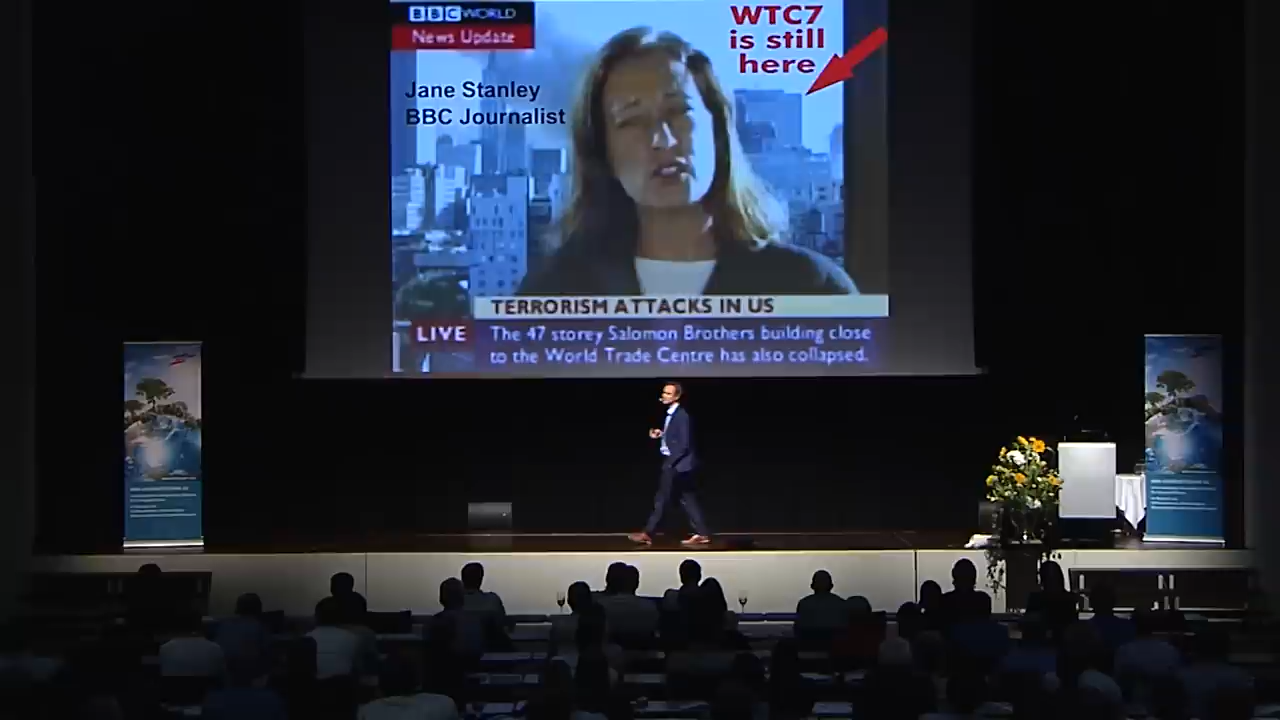 BBC WORLD
News Update
WTC7
is still
here
Jane Stanley
BBC Journalist
TERRORISM ATTACKS IN US
LIVE
The 47 storey Salomon Brothers building close
to the World Trade Centre has also collapsed.